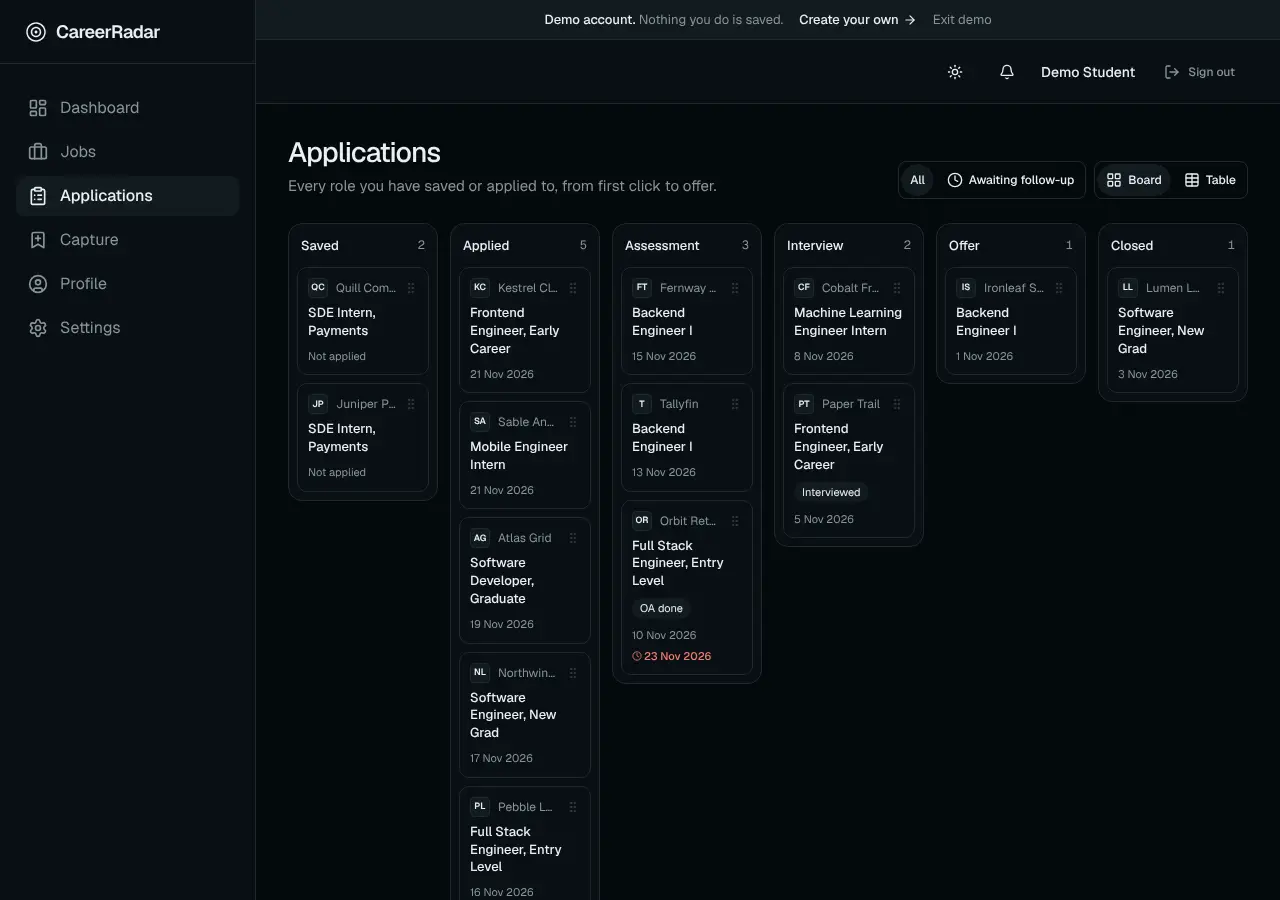 CareerRadar
Demo account. Nothing you do is saved. Create your own → Exit demo
Demo Student
Sign out
Dashboard
Jobs
Applications
Capture
Profile
Settings
Applications
Every role you have saved or applied to, from first click to offer.
All
Awaiting follow-up
Board
Table
Saved 2
QC Quill Com...
SDE Intern,
Payments
Not applied
JP Juniper P...
SDE Intern,
Payments
Not applied
Applied 5
KC Kestrel Cl...
Frontend
Engineer, Early
Career
21 Nov 2026
SA Sable An...
Mobile Engineer
Intern
21 Nov 2026
AG Atlas Grid
Software
Developer,
Graduate
19 Nov 2026
NL Northwin...
Software
Engineer, New
Grad
17 Nov 2026
PL Pebble L...
Full Stack
Engineer, Entry
Level
16 Nov 2026
Assessment 3
FT Fernway ...
Backend
Engineer I
15 Nov 2026
T Tallyfin
Backend
Engineer I
13 Nov 2026
OR Orbit Ret...
Full Stack
Engineer, Entry
Level
OA done
10 Nov 2026
23 Nov 2026
Interview 2
CF Cobalt Fr...
Machine Learning
Engineer Intern
8 Nov 2026
PT Paper Trail
Frontend
Engineer, Early
Career
Interviewed
5 Nov 2026
Offer 1
IS Ironleaf S...
Backend
Engineer I
1 Nov 2026
Closed 1
LL Lumen L...
Software
Engineer, New
Grad
3 Nov 2026